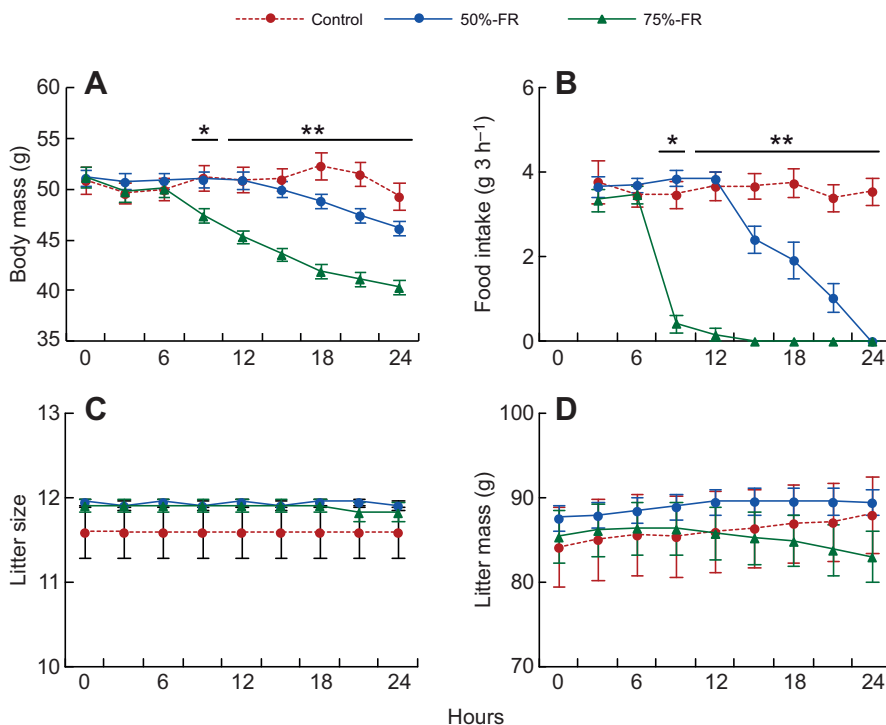 Control 50%-FR 75%-FR
A
Body mass (g)
60
55
50
45
40
35
* **
0 6 12 18 24
B
Food intake (g 3 h⁻¹)
6
4
2
0
* **
0 6 12 18 24
C
Litter size
13
12
11
10
0 6 12 18 24
D
Litter mass (g)
100
90
80
70
0 6 12 18 24
Hours